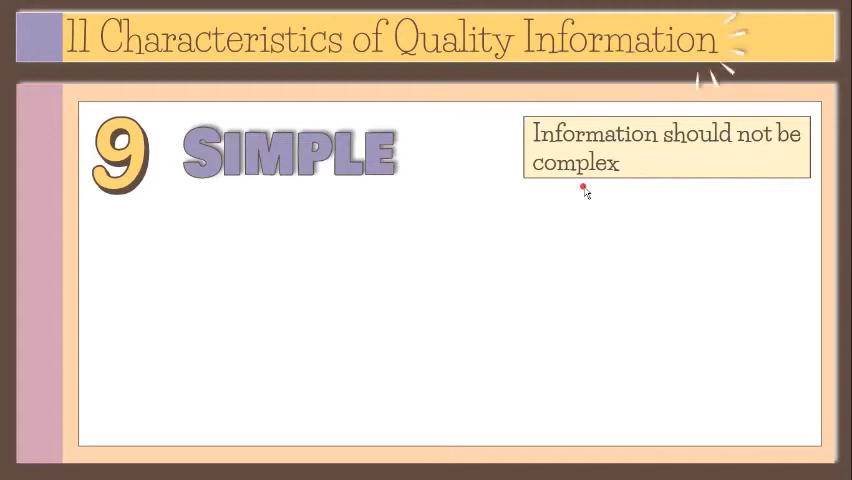 11 Characteristics of Quality Information
9 SIMPLE
Information should not be
complex